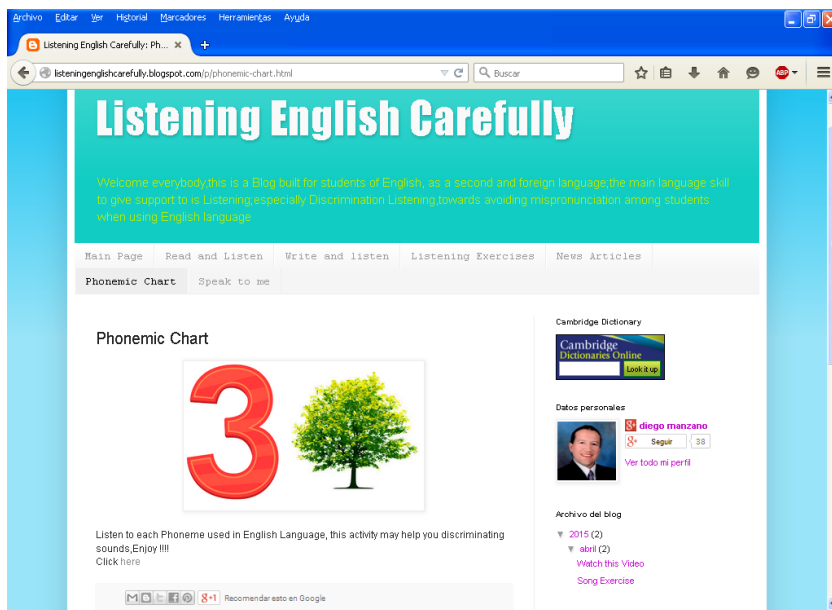 Archivo Editar Ver Historial Marcadores Herramientas Ayuda
Listening English Carefully: Ph...
listeningenglishcarefully.blogspot.com/p/phonemic-chart.html
Buscar
ABP
Listening English Carefully
Welcome everybody,this is a Blog built for students of English, as a second and foreign language;the main language skill
to give support to is Listening,especially Discrimination Listening,towards avoiding mispronunciation among students
when using English language
Main Page Read and Listen Write and listen Listening Exercises News Articles
Phonemic Chart Speak to me
Phonemic Chart
3
Listen to each Phoneme used in English Language, this activity may help you discriminating
sounds,Enjoy !!!!
Click here
g+1 Recomendar esto en Google
Cambridge Dictionary
Cambridge
Dictionaries Online
Look it up
Datos personales
g+ diego manzano
g+ Seguir 38
Ver todo mi perfil
Archivo del blog
▼ 2015 (2)
▼ abril (2)
Watch this Video
Song Exercise